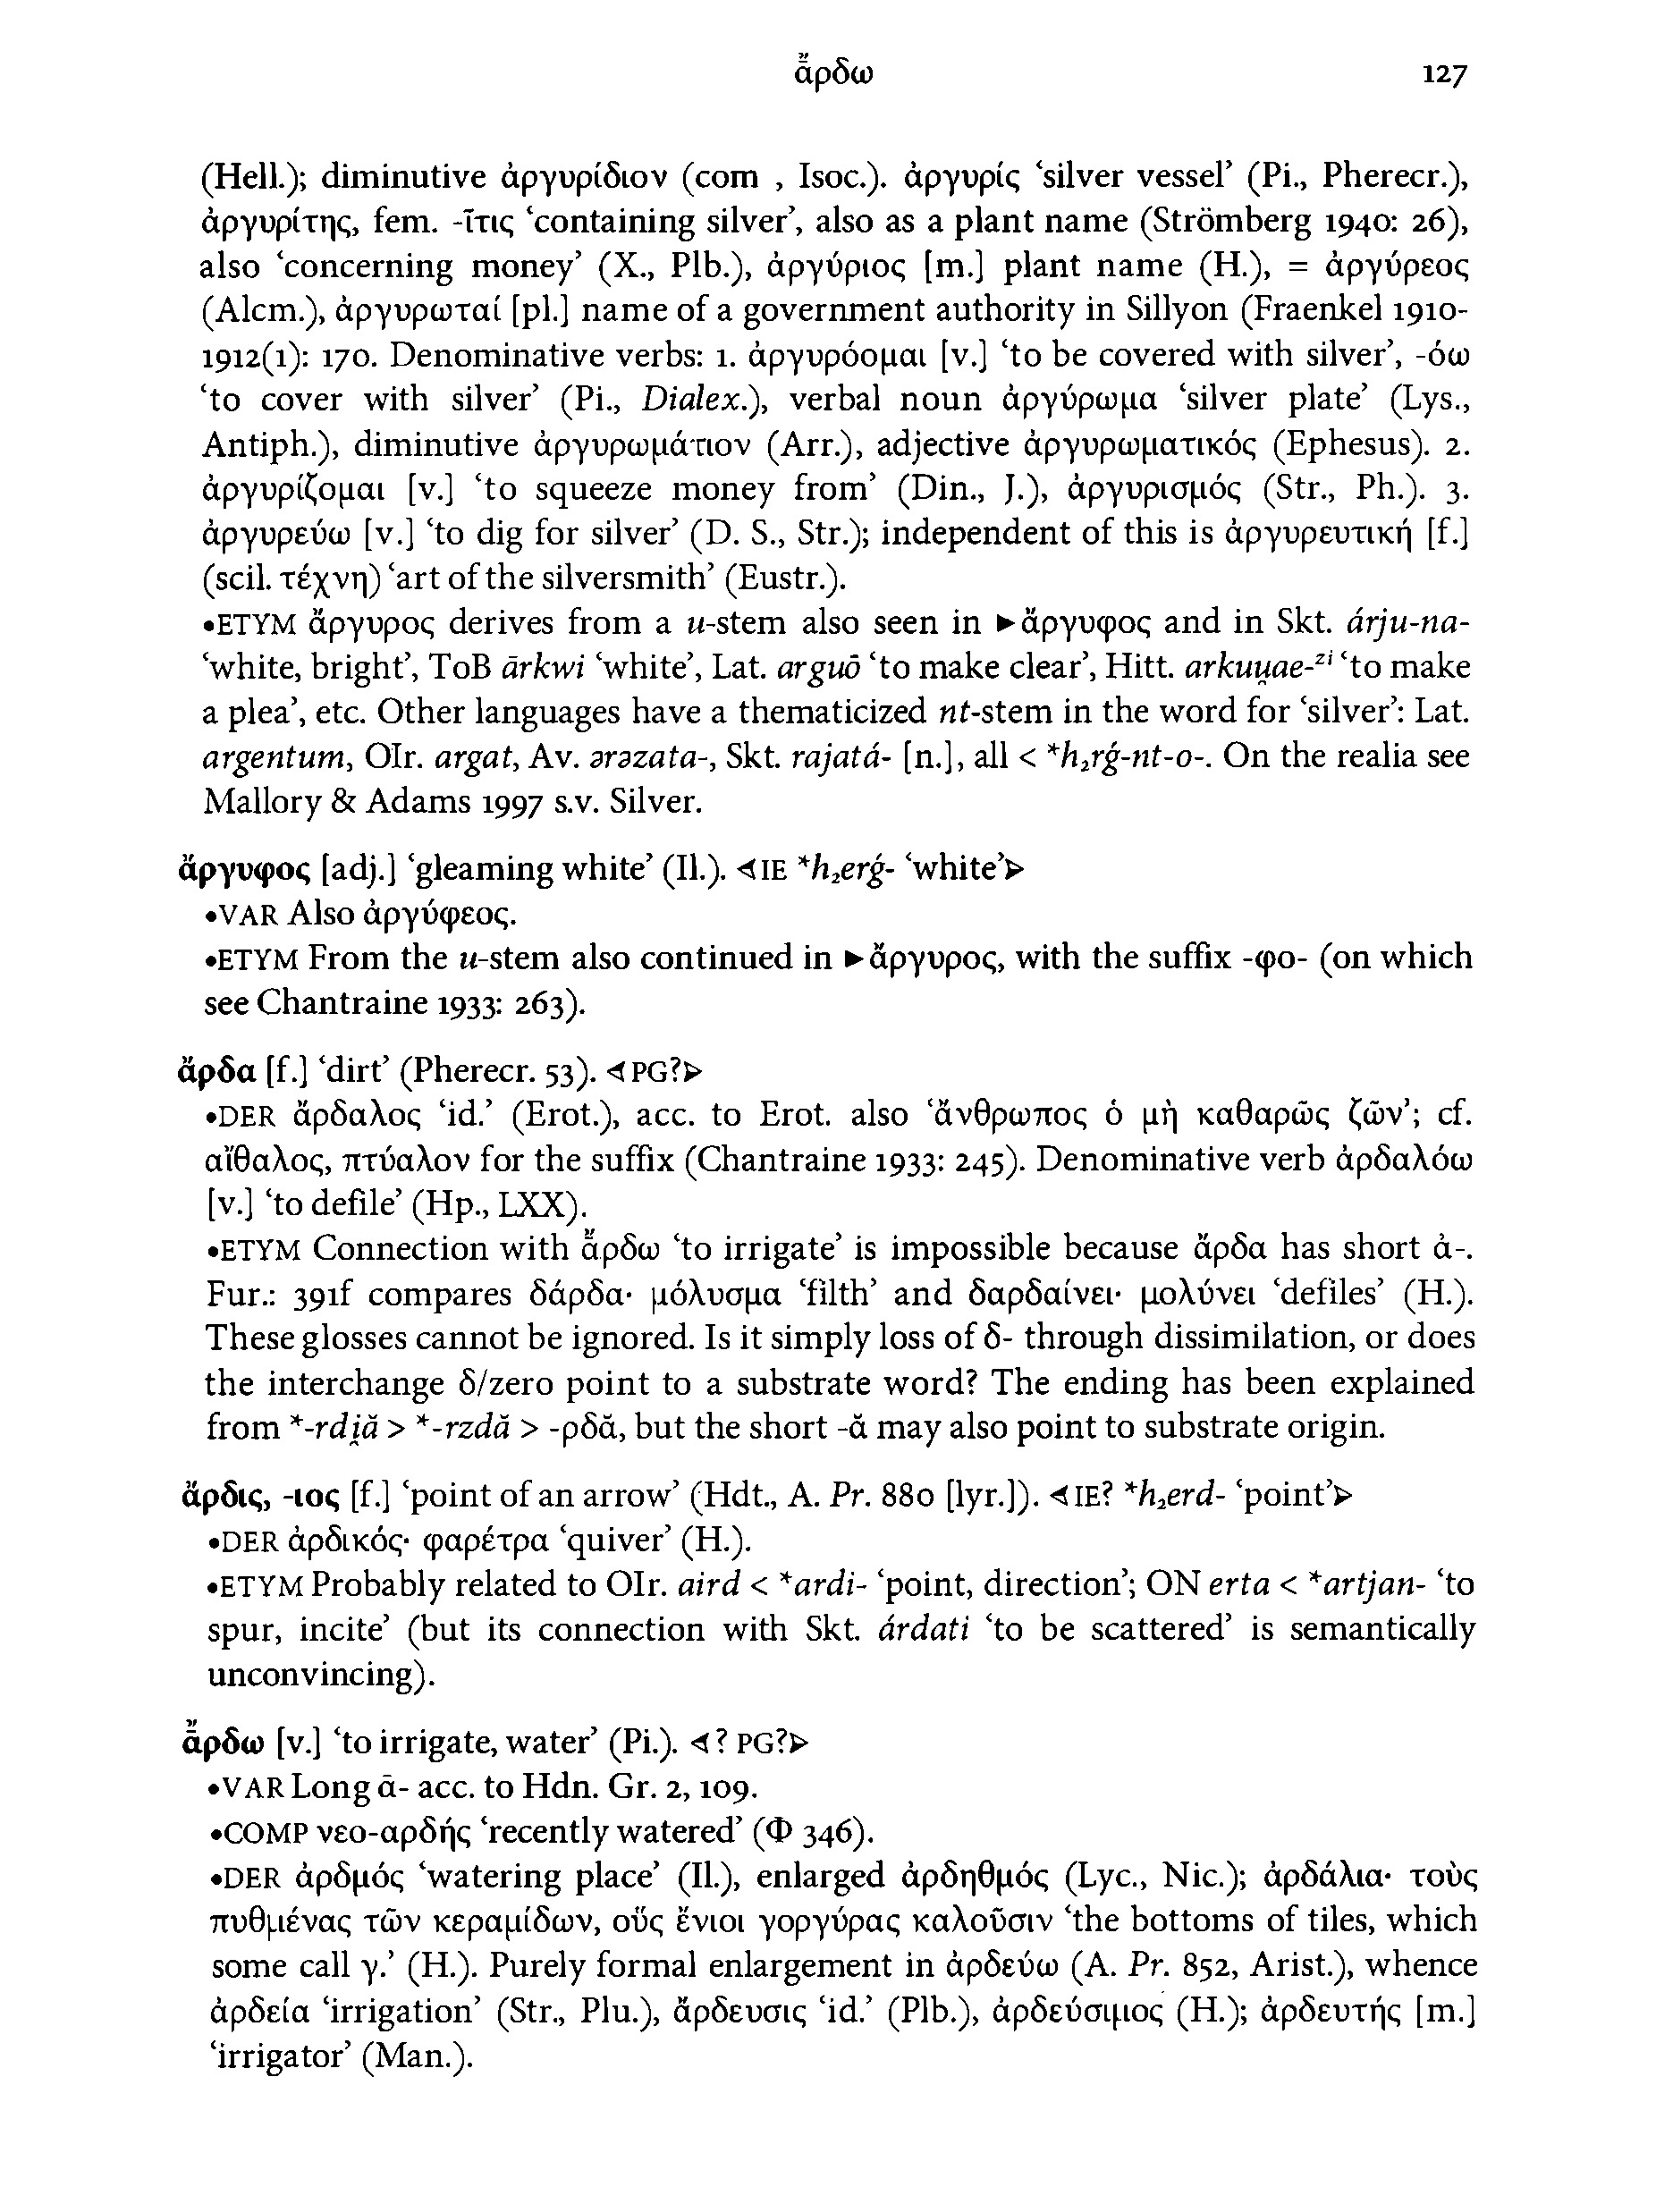 ἄ̄ρδω 127
(Hell.); diminutive ἀργυρίδιον (com , Isoc.). ἀργυρίς ‘silver vessel’ (Pi., Pherecr.),
ἀργυρίτης, fem. -ῖτις ‘containing silver’, also as a plant name (Strömberg 1940: 26),
also ‘concerning money’ (X., Plb.), ἀργύριος [m.] plant name (H.), = ἀργύρεος
(Alcm.), ἀργυρωταί [pl.] name of a government authority in Sillyon (Fraenkel 1910-
1912(1): 170. Denominative verbs: 1. ἀργυρόομαι [v.] ‘to be covered with silver’, -όω
‘to cover with silver’ (Pi., Dialex.), verbal noun ἀργύρωμα ‘silver plate’ (Lys.,
Antiph.), diminutive ἀργυρωμάτιον (Arr.), adjective ἀργυρωματικός (Ephesus). 2.
ἀργυρίζομαι [v.] ‘to squeeze money from’ (Din., J.), ἀργυρισμός (Str., Ph.). 3.
ἀργυρεύω [v.] ‘to dig for silver’ (D. S., Str.); independent of this is ἀργυρευτική [f.]
(scil. τέχνη) ‘art of the silversmith’ (Eustr.).
•ETYM ἄργυρος derives from a u-stem also seen in ►ἄργυφος and in Skt. árju-na-
‘white, bright’, ToB ārkwi ‘white’, Lat. arguō ‘to make clear’, Hitt. arkuu̯ae-ᶻⁱ ‘to make
a plea’, etc. Other languages have a thematicized nt-stem in the word for ‘silver’: Lat.
argentum, OIr. argat, Av. ərəzata-, Skt. rajatá- [n.], all < *h₂rǵ-nt-o-. On the realia see
Mallory & Adams 1997 s.v. Silver.
ἄργυφος [adj.] ‘gleaming white’ (Il.). ◁IE *h₂erǵ- ‘white’▷
•VAR Also ἀργύφεος.
•ETYM From the u-stem also continued in ►ἄργυρος, with the suffix -φο- (on which
see Chantraine 1933: 263).
ἄρδα [f.] ‘dirt’ (Pherecr. 53). ◁PG?▷
•DER ἄρδαλος ‘id.’ (Erot.), acc. to Erot. also ‘ἄνθρωπος ὁ μὴ καθαρῶς ζῶν’; cf.
αἴθαλος, πτύαλον for the suffix (Chantraine 1933: 245). Denominative verb ἀρδαλόω
[v.] ‘to defile’ (Hp., LXX).
•ETYM Connection with ἄ̄ρδω ‘to irrigate’ is impossible because ἄρδα has short ἀ-.
Fur.: 391f compares δάρδα· μόλυσμα ‘filth’ and δαρδαίνει· μολύνει ‘defiles’ (H.).
These glosses cannot be ignored. Is it simply loss of δ- through dissimilation, or does
the interchange δ/zero point to a substrate word? The ending has been explained
from *-rdi̯ă > *-rzdă > -ρδᾰ, but the short -ᾰ may also point to substrate origin.
ἄρδις, -ιος [f.] ‘point of an arrow’ (Hdt., A. Pr. 880 [lyr.]). ◁IE? *h₂erd- ‘point’▷
•DER ἀρδικός· φαρέτρα ‘quiver’ (H.).
•ETYM Probably related to OIr. aird < *ardi- ‘point, direction’; ON erta < *artjan- ‘to
spur, incite’ (but its connection with Skt. árdati ‘to be scattered’ is semantically
unconvincing).
ἄ̄ρδω [v.] ‘to irrigate, water’ (Pi.). ◁? PG?▷
•VAR Long ᾱ- acc. to Hdn. Gr. 2, 109.
•COMP νεο-αρδής ‘recently watered’ (Φ 346).
•DER ἀρδμός ‘watering place’ (Il.), enlarged ἀρδηθμός (Lyc., Nic.); ἀρδάλια· τοὺς
πυθμένας τῶν κεραμίδων, οὕς ἔνιοι γοργύρας καλοῦσιν ‘the bottoms of tiles, which
some call γ.’ (H.). Purely formal enlargement in ἀρδεύω (A. Pr. 852, Arist.), whence
ἀρδεία ‘irrigation’ (Str., Plu.), ἄρδευσις ‘id.’ (Plb.), ἀρδεύσιμος (H.); ἀρδευτής [m.]
‘irrigator’ (Man.).